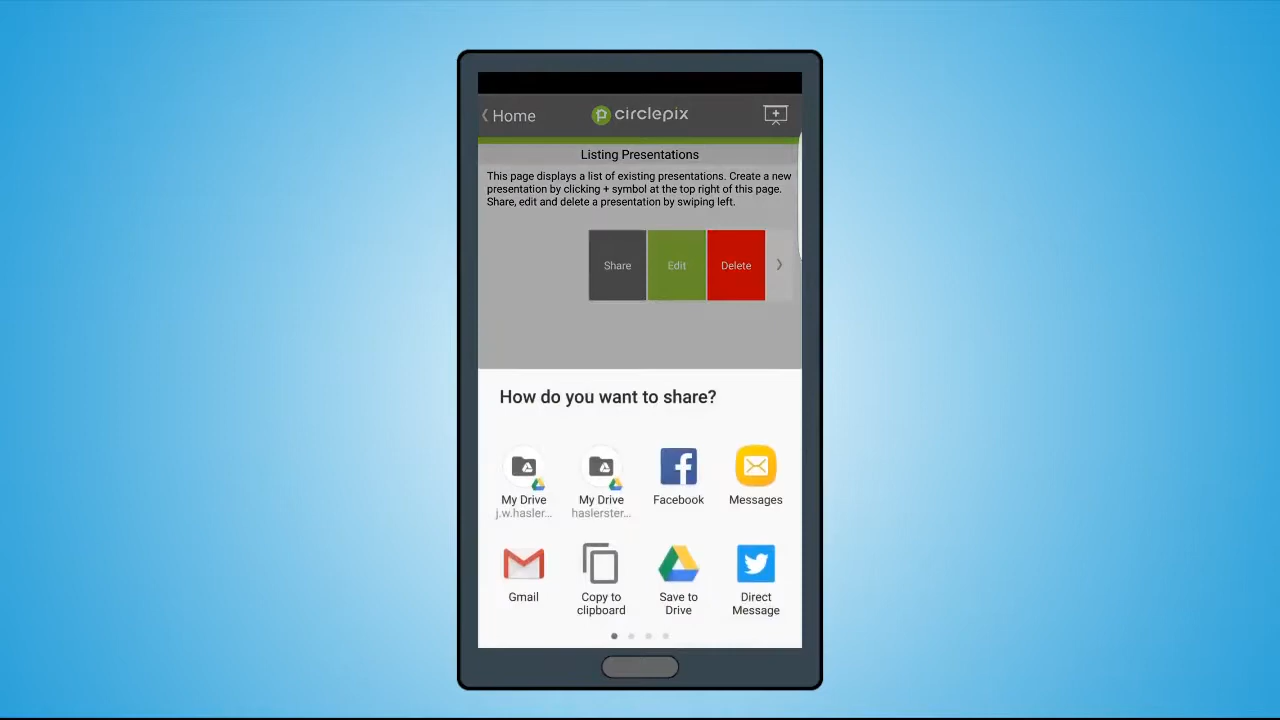 Home
circlepix
Listing Presentations
This page displays a list of existing presentations. Create a new
presentation by clicking + symbol at the top right of this page.
Share, edit and delete a presentation by swiping left.
Share
Edit
Delete
How do you want to share?
My Drive
j.w.hasler...
My Drive
haslerster...
Facebook
Messages
Gmail
Copy to
clipboard
Save to
Drive
Direct
Message